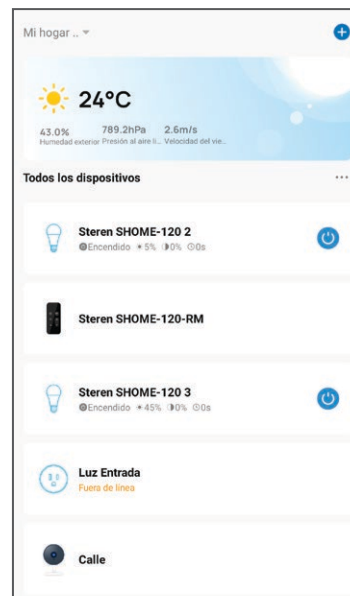 Mi hogar ..
24°C
43.0% 789.2hPa 2.6m/s
Humedad exterior Presión al aire li... Velocidad del vie...
Todos los dispositivos ...
Steren SHOME-120 2
Encendido 5% 0% 0s
Steren SHOME-120-RM
Steren SHOME-120 3
Encendido 45% 0% 0s
Luz Entrada
Fuera de línea
Calle